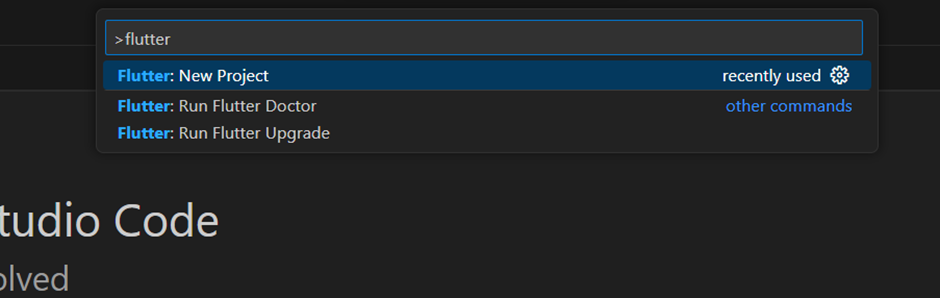 >flutter
Flutter: New Project recently used
Flutter: Run Flutter Doctor other commands
Flutter: Run Flutter Upgrade
tudio Code
olved